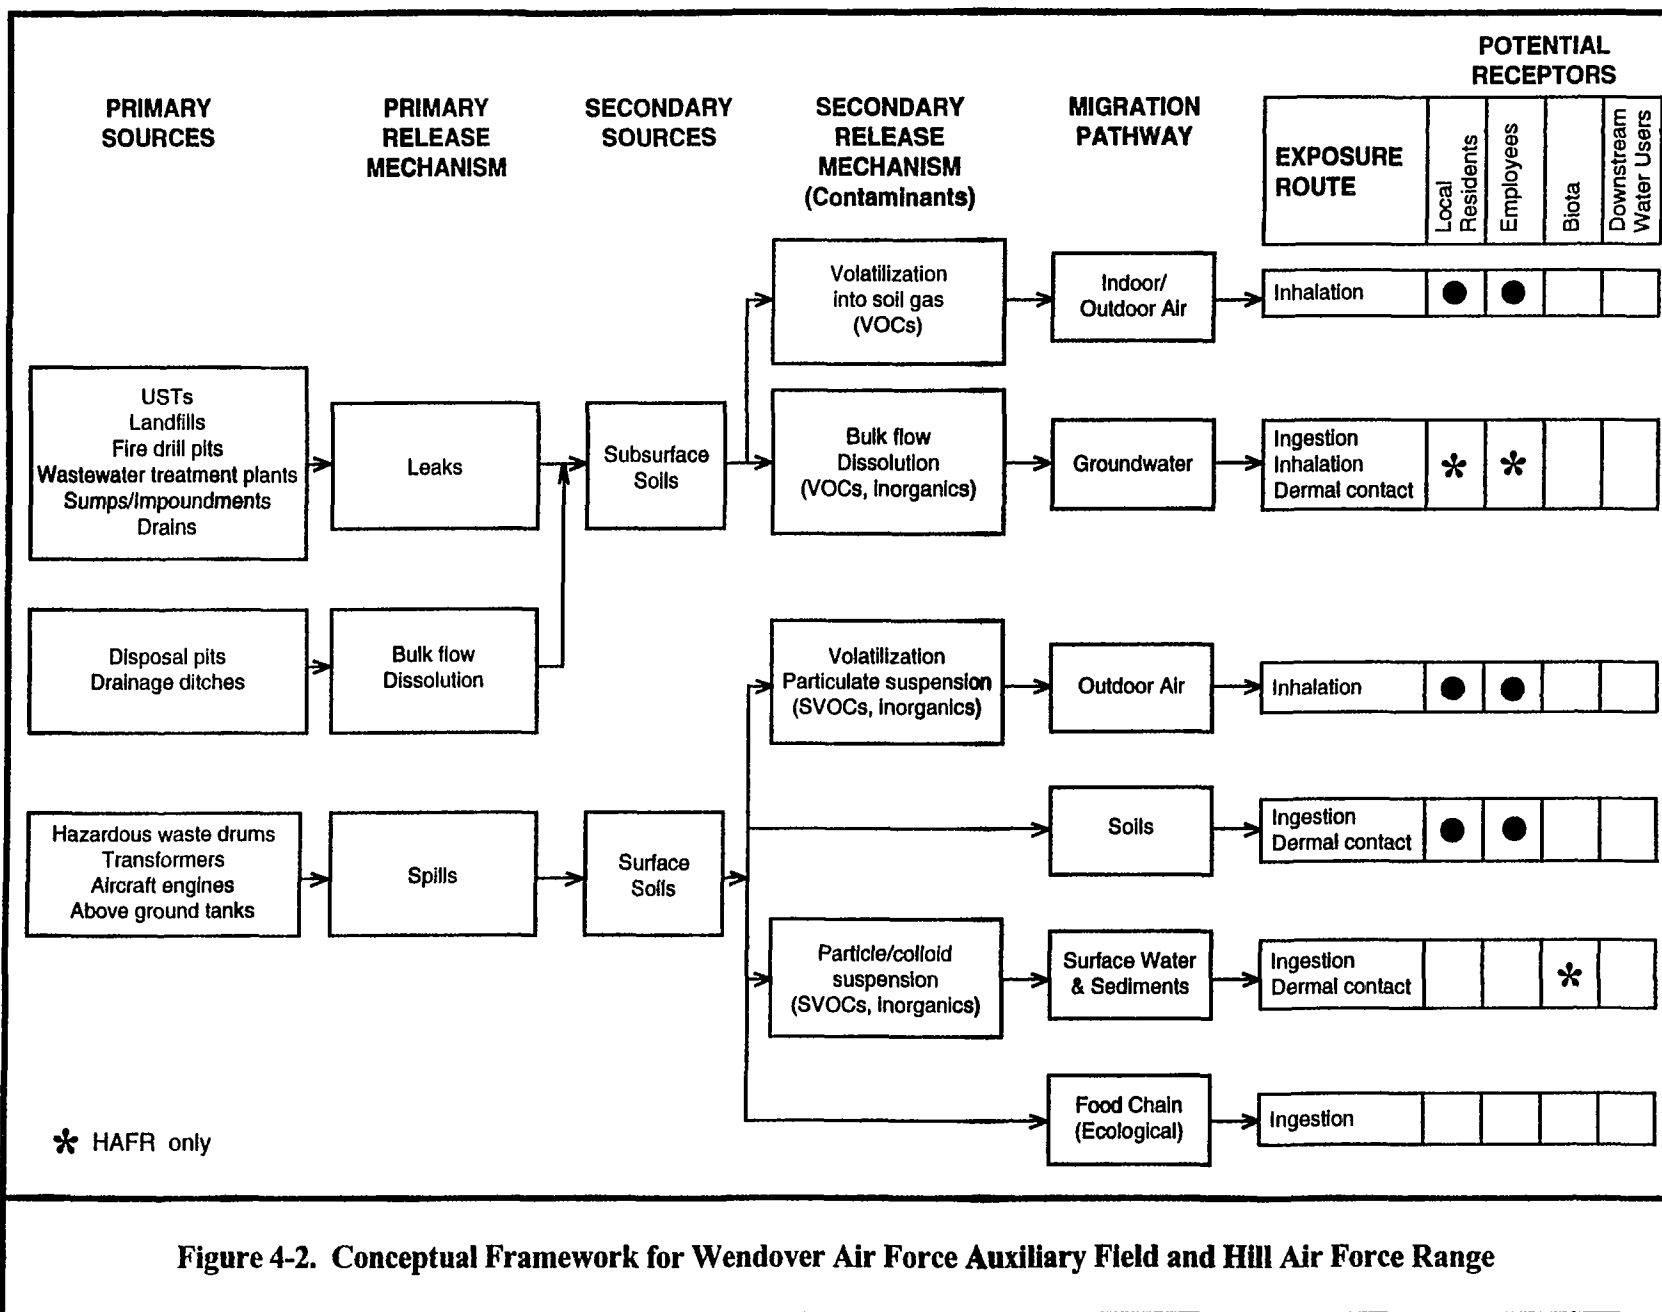 POTENTIAL
RECEPTORS
PRIMARY
SOURCES
PRIMARY
RELEASE
MECHANISM
SECONDARY
SOURCES
SECONDARY
RELEASE
MECHANISM
(Contaminants)
MIGRATION
PATHWAY
EXPOSURE
ROUTE
Local
Residents
Employees
Biota
Downstream
Water Users
Volatilization
into soil gas
(VOCs)
Indoor/
Outdoor Air
Inhalation
USTs
Landfills
Fire drill pits
Wastewater treatment plants
Sumps/Impoundments
Drains
Leaks
Subsurface
Soils
Bulk flow
Dissolution
(VOCs, inorganics)
Groundwater
Ingestion
Inhalation
Dermal contact
*
*
Disposal pits
Drainage ditches
Bulk flow
Dissolution
Volatilization
Particulate suspension
(SVOCs, inorganics)
Outdoor Air
Inhalation
Hazardous waste drums
Transformers
Aircraft engines
Above ground tanks
Spills
Surface
Soils
Soils
Ingestion
Dermal contact
Particle/colloid
suspension
(SVOCs, inorganics)
Surface Water
& Sediments
Ingestion
Dermal contact
*
Food Chain
(Ecological)
Ingestion
* HAFR only
Figure 4-2. Conceptual Framework for Wendover Air Force Auxiliary Field and Hill Air Force Range